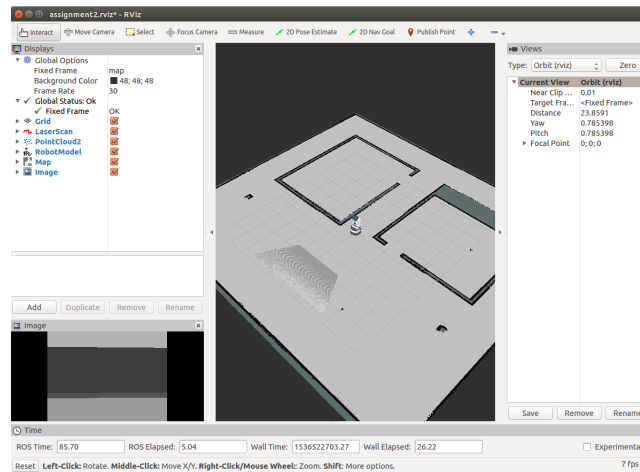 assignment2.rviz* - RViz
Interact Move Camera Select Focus Camera Measure 2D Pose Estimate 2D Nav Goal Publish Point
Displays
Global Options
Fixed Frame map
Background Color 48; 48; 48
Frame Rate 30
Global Status: Ok
Fixed Frame OK
Grid
LaserScan
PointCloud2
RobotModel
Map
Image
Add Duplicate Remove Rename
Image
Views
Type: Orbit (rviz) Zero
Current View Orbit (rviz)
Near Clip ... 0.01
Target Fra... <Fixed Frame>
Distance 23.8591
Yaw 0.785398
Pitch 0.785398
Focal Point 0; 0; 0
Save Remove Rename
Time
ROS Time: 85.70 ROS Elapsed: 5.04 Wall Time: 1536522703.27 Wall Elapsed: 26.22 Experimenta
Reset Left-Click: Rotate. Middle-Click: Move X/Y. Right-Click/Mouse Wheel:: Zoom. Shift: More options. 7 fps